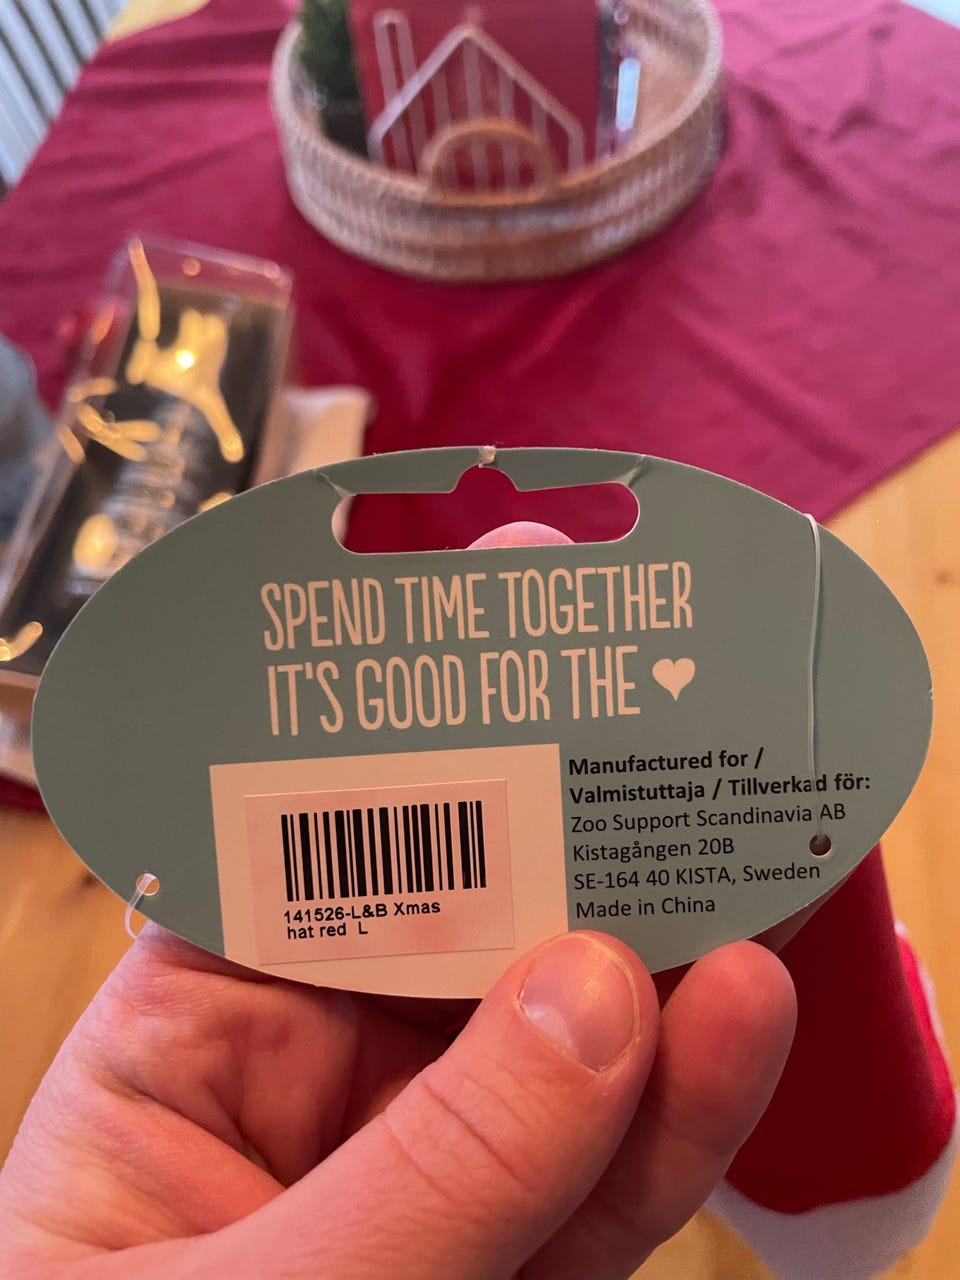 SPEND TIME TOGETHER
IT'S GOOD FOR THE
Manufactured for /
Valmistuttaja / Tillverkad för:
Zoo Support Scandinavia AB
Kistagången 20B
SE-164 40 KISTA, Sweden
Made in China
141526-L&B Xmas
hat red L